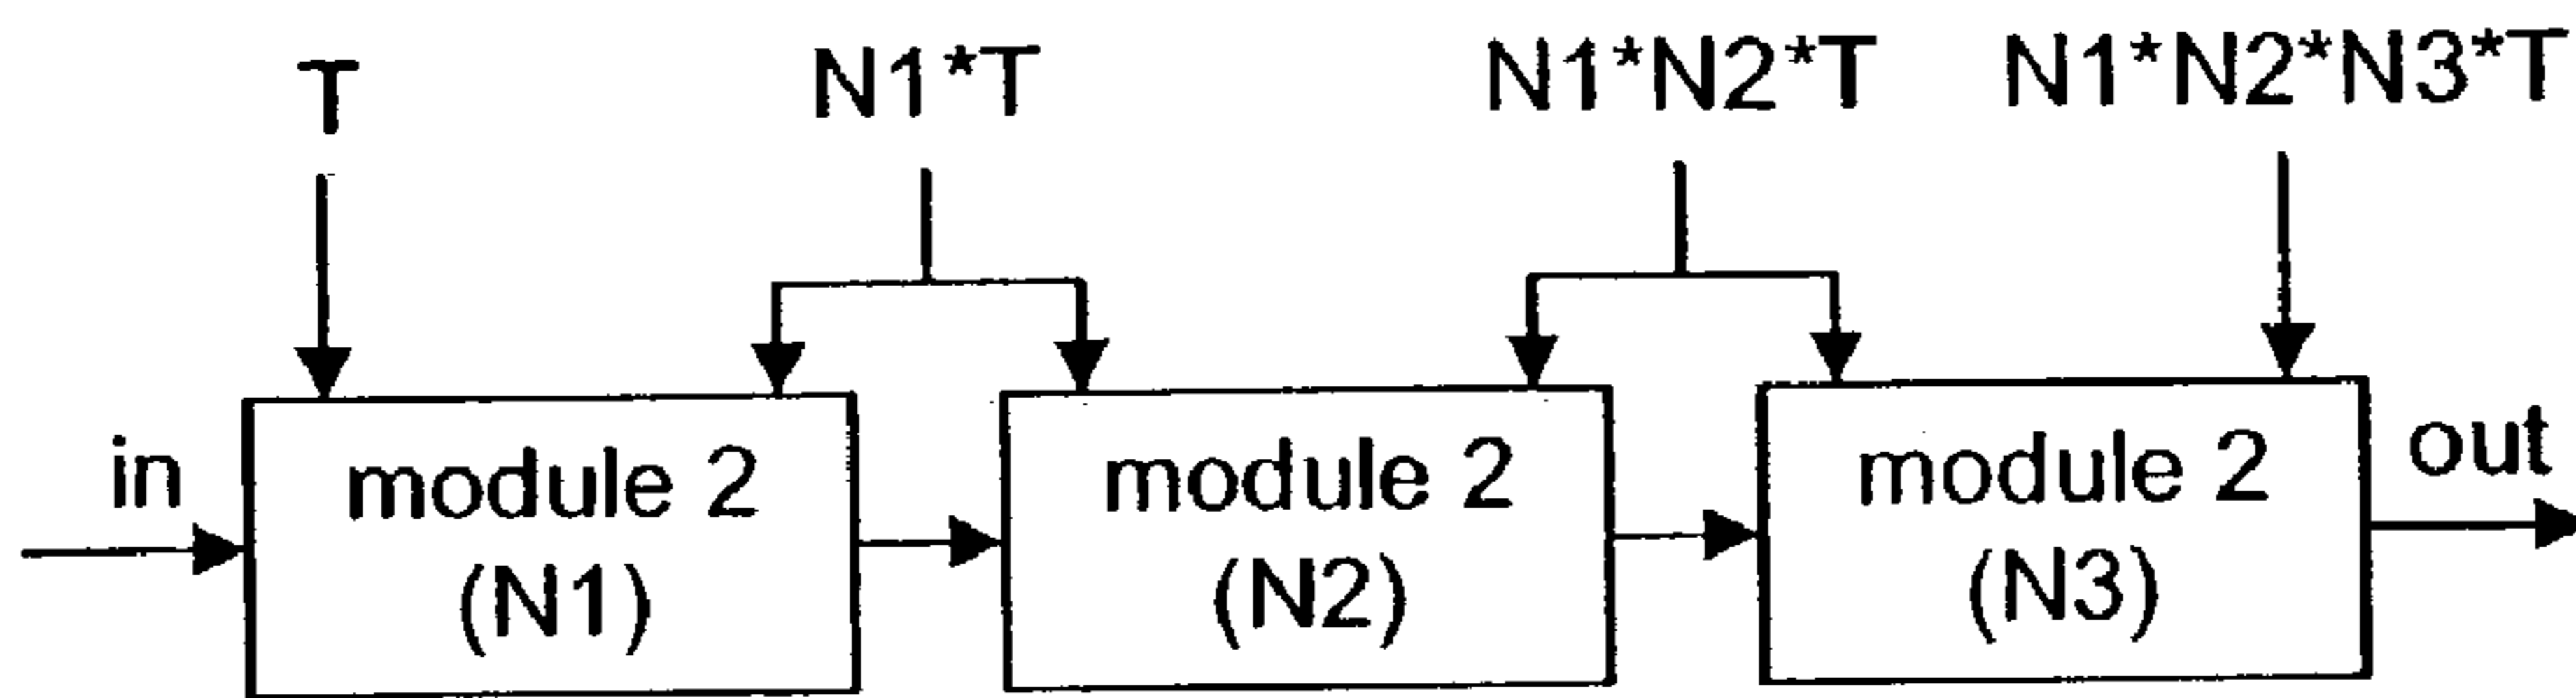 T
N1*T
N1*N2*T
N1*N2*N3*T
in
module 2
(N1)
module 2
(N2)
module 2
(N3)
out